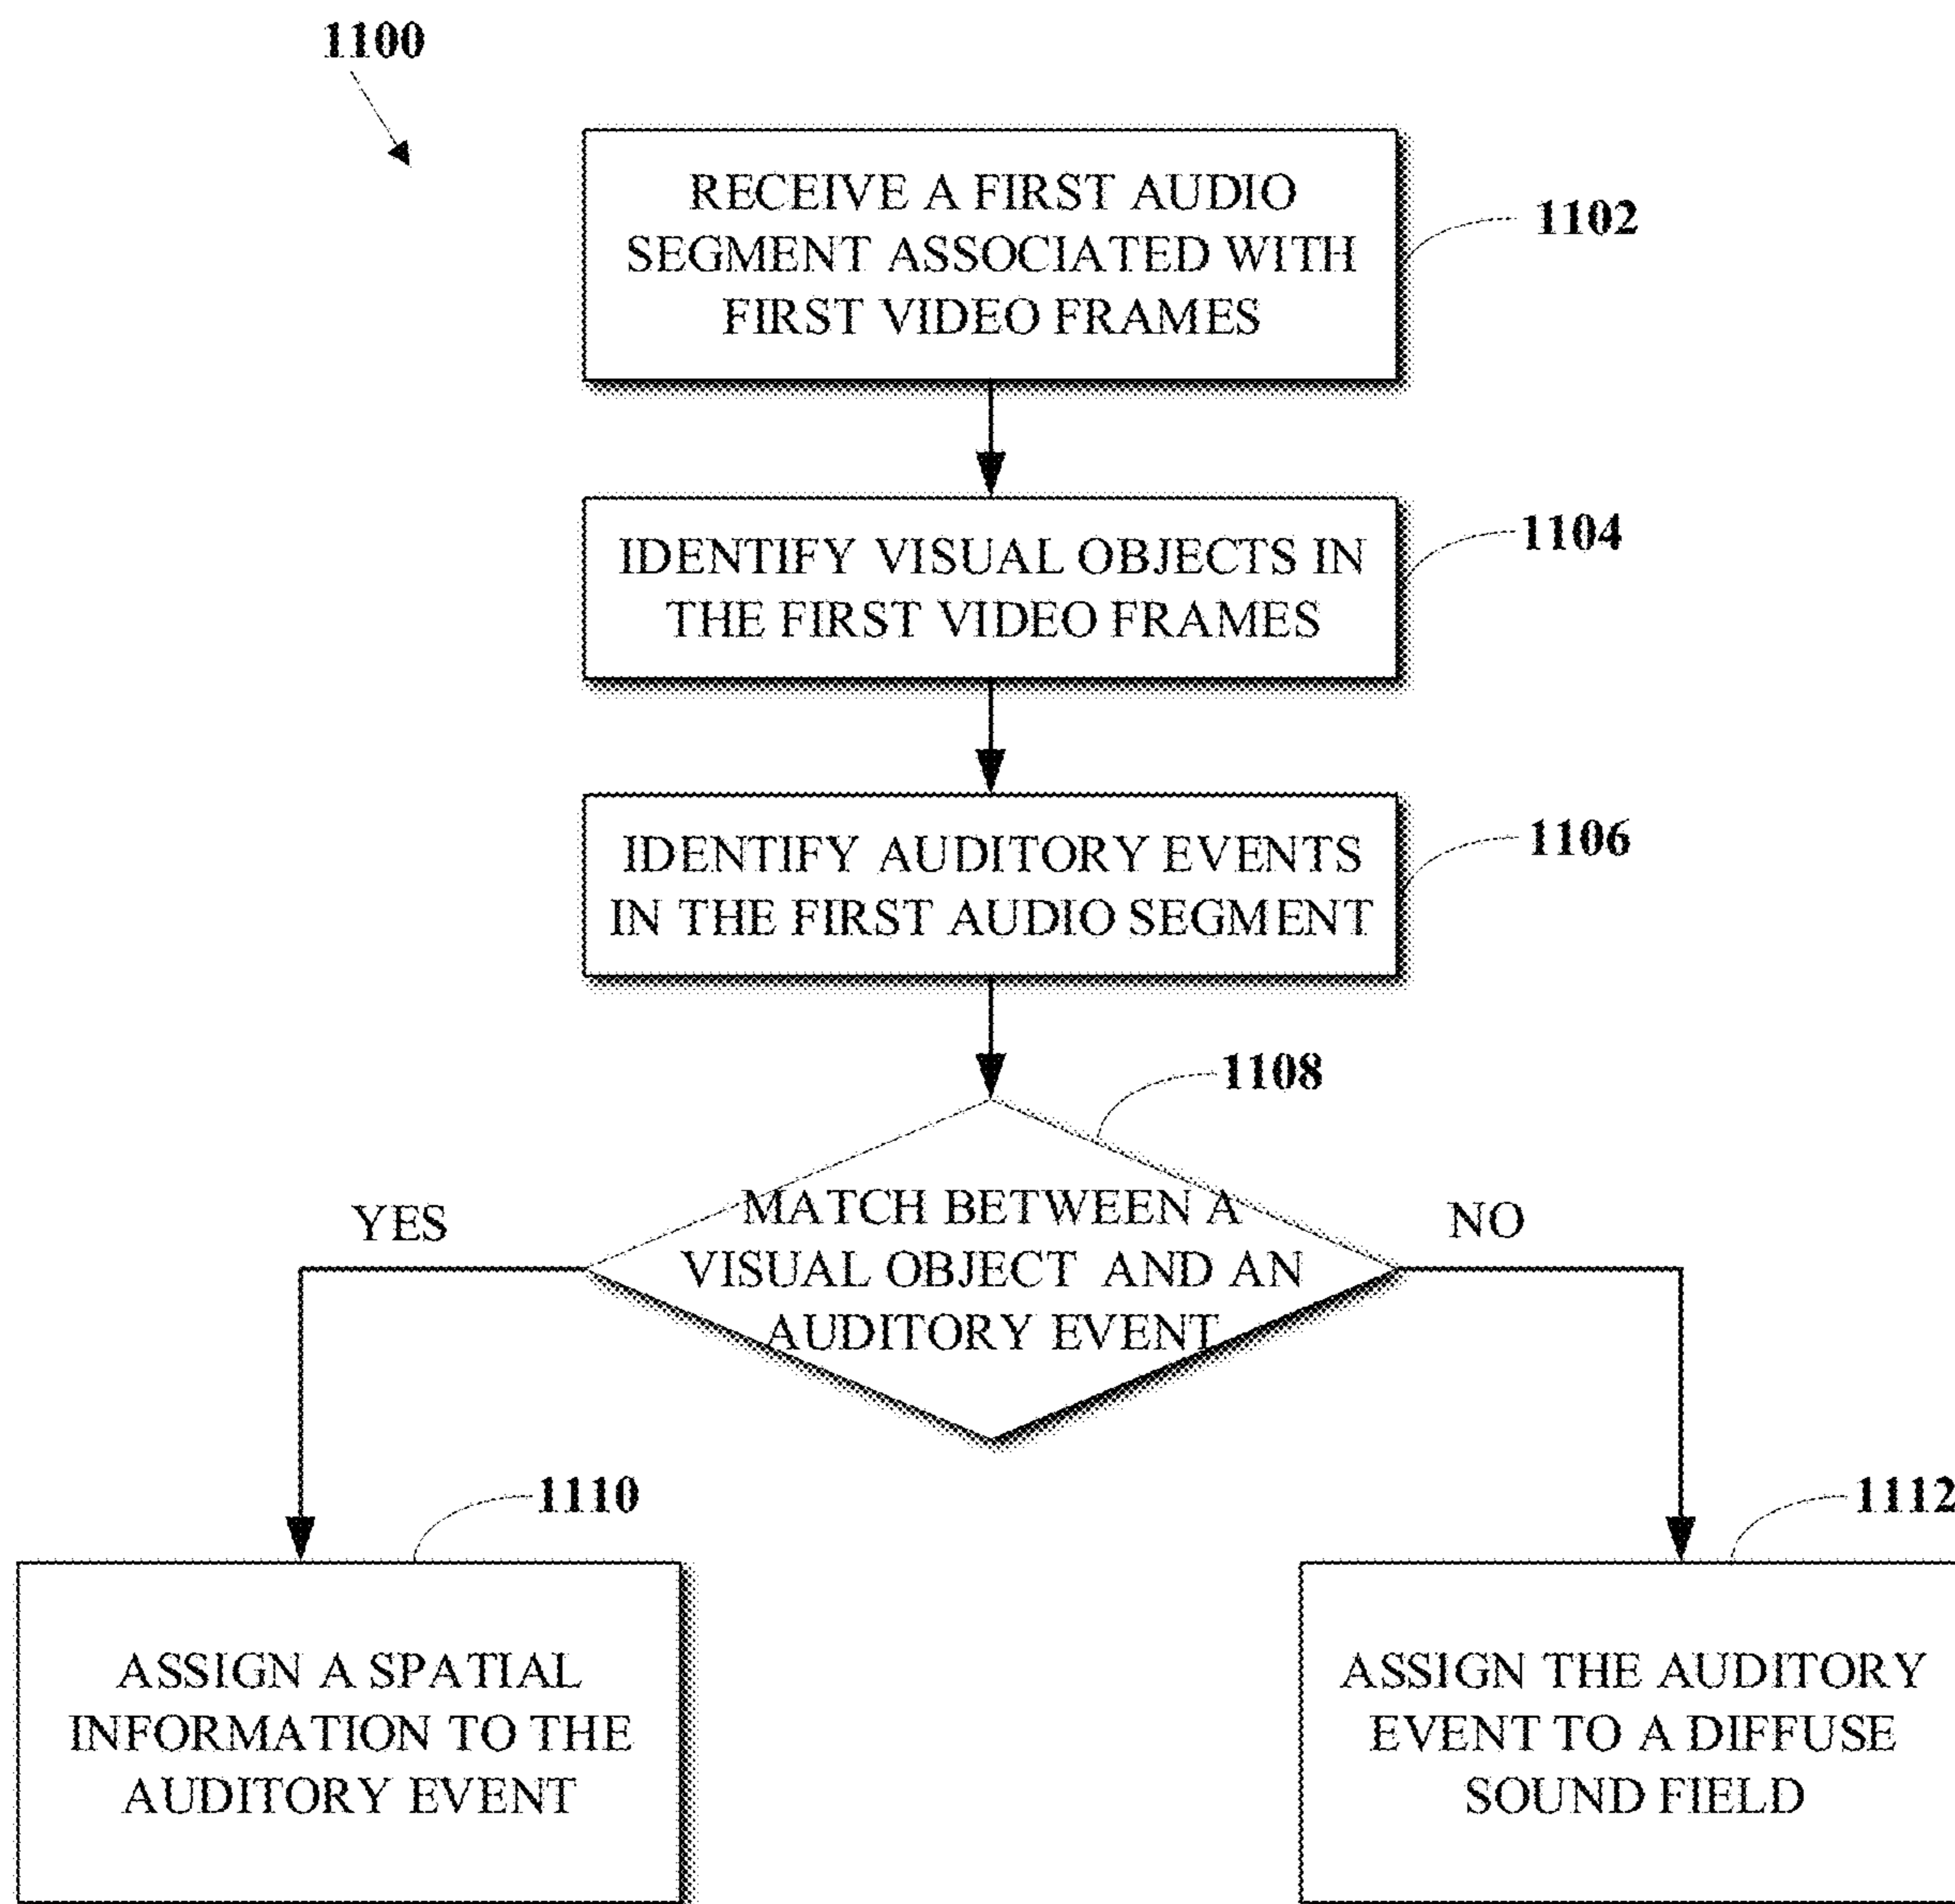 1100
RECEIVE A FIRST AUDIO
SEGMENT ASSOCIATED WITH
FIRST VIDEO FRAMES
1102
IDENTIFY VISUAL OBJECTS IN
THE FIRST VIDEO FRAMES
1104
IDENTIFY AUDITORY EVENTS
IN THE FIRST AUDIO SEGMENT
1106
1108
MATCH BETWEEN A
VISUAL OBJECT AND AN
AUDITORY EVENT
YES
NO
1110
ASSIGN A SPATIAL
INFORMATION TO THE
AUDITORY EVENT
1112
ASSIGN THE AUDITORY
EVENT TO A DIFFUSE
SOUND FIELD